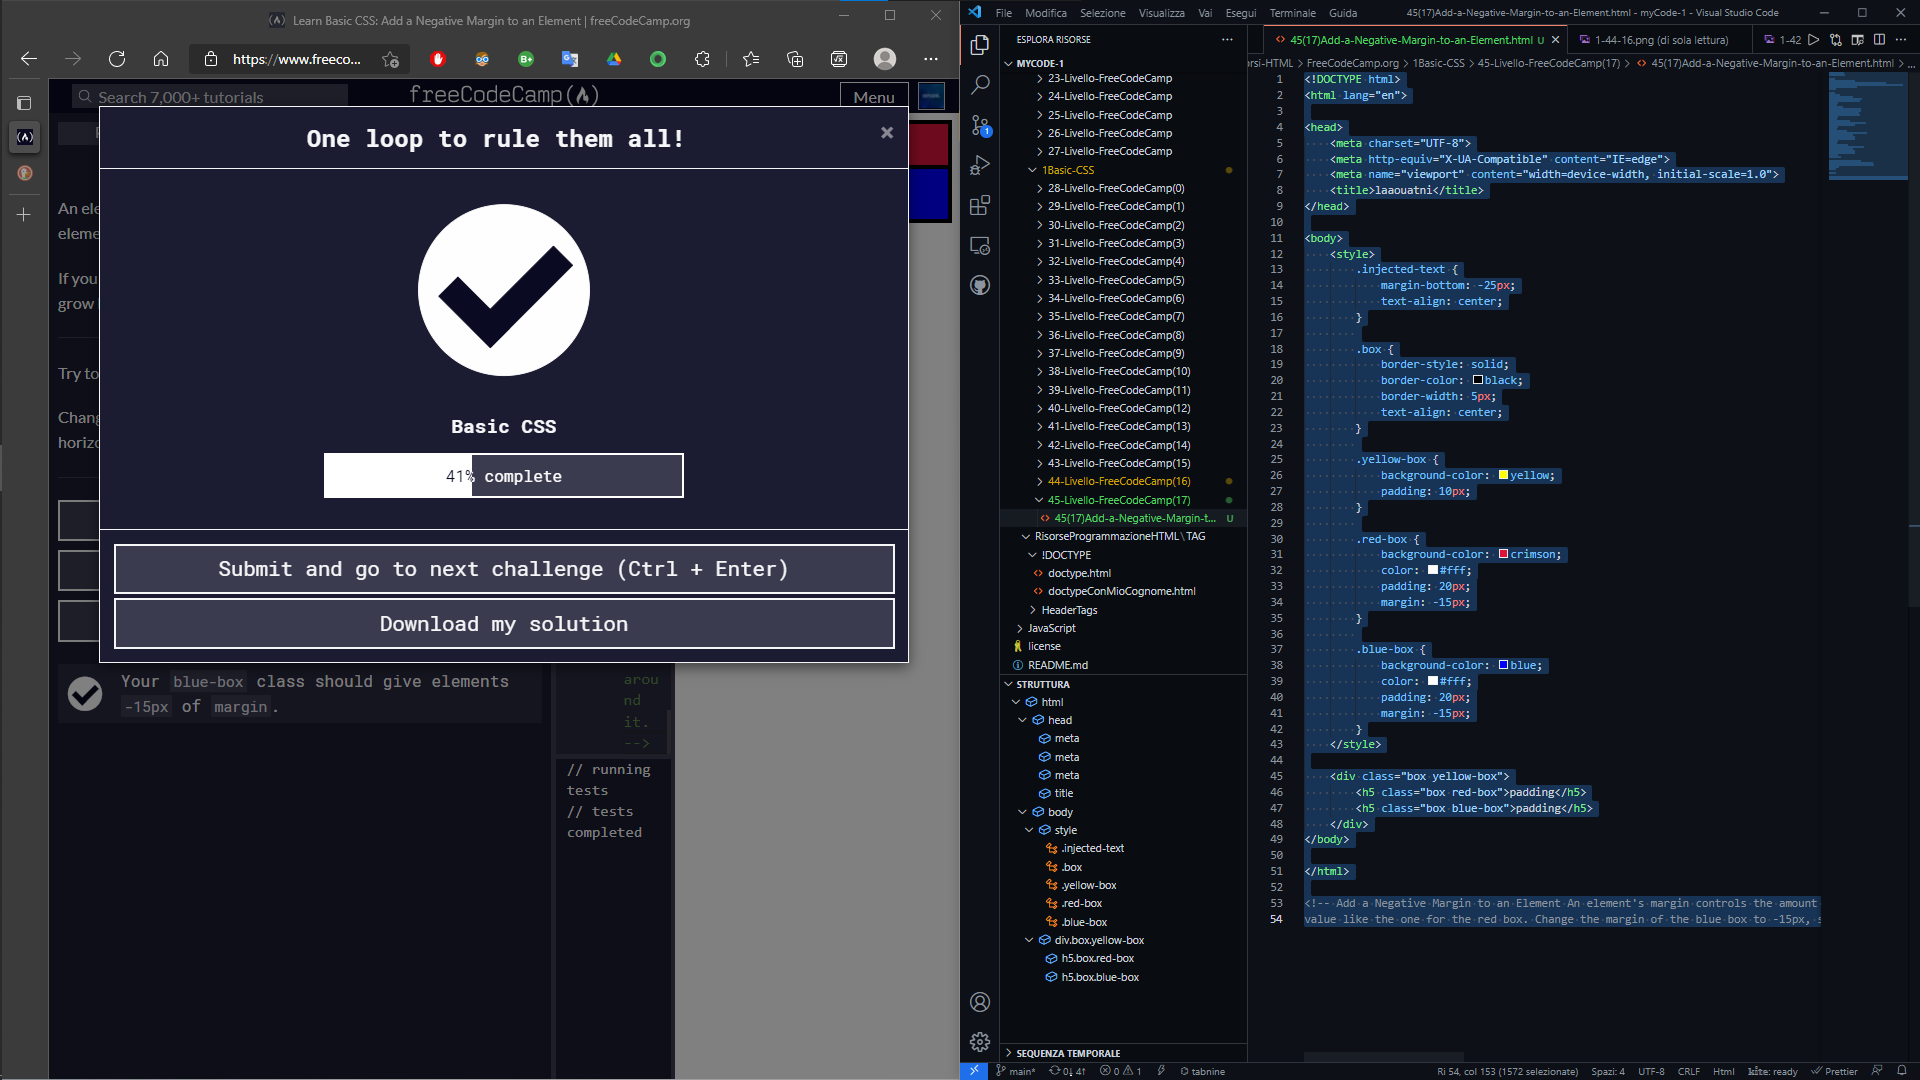 Learn Basic CSS: Add a Negative Margin to an Element | freeCodeCamp.org
https://www.freeco...
Search 7,000+ tutorials
freeCodeCamp
Menu
One loop to rule them all!
×
An ele
eleme
If you
grow
Try to
Chang
horizo
Basic CSS
41% complete
Submit and go to next challenge (Ctrl + Enter)
Download my solution
Your blue-box class should give elements
-15px of margin.
arou
nd
it.
-->
// running
tests
// tests
completed
File Modifica Selezione Visualizza Vai Esegui Terminale Guida
45(17)Add-a-Negative-Margin-to-an-Element.html - myCode-1 - Visual Studio Code
ESPLORA RISORSE
MYCODE-1
23-Livello-FreeCodeCamp
24-Livello-FreeCodeCamp
25-Livello-FreeCodeCamp
26-Livello-FreeCodeCamp
27-Livello-FreeCodeCamp
1Basic-CSS
28-Livello-FreeCodeCamp(0)
29-Livello-FreeCodeCamp(1)
30-Livello-FreeCodeCamp(2)
31-Livello-FreeCodeCamp(3)
32-Livello-FreeCodeCamp(4)
33-Livello-FreeCodeCamp(5)
34-Livello-FreeCodeCamp(6)
35-Livello-FreeCodeCamp(7)
36-Livello-FreeCodeCamp(8)
37-Livello-FreeCodeCamp(9)
38-Livello-FreeCodeCamp(10)
39-Livello-FreeCodeCamp(11)
40-Livello-FreeCodeCamp(12)
41-Livello-FreeCodeCamp(13)
42-Livello-FreeCodeCamp(14)
43-Livello-FreeCodeCamp(15)
44-Livello-FreeCodeCamp(16)
45-Livello-FreeCodeCamp(17)
45(17)Add-a-Negative-Margin-t... U
RisorseProgrammazioneHTML\TAG
!DOCTYPE
doctype.html
doctypeConMioCognome.html
HeaderTags
JavaScript
license
README.md
STRUTTURA
html
head
meta
meta
meta
title
body
style
.injected-text
.box
.yellow-box
.red-box
.blue-box
div.box.yellow-box
h5.box.red-box
h5.box.blue-box
SEQUENZA TEMPORALE
45(17)Add-a-Negative-Margin-to-an-Element.html U
1-44-16.png (di sola lettura)
1-42
orsi-HTML > FreeCodeCamp.org > 1Basic-CSS > 45-Livello-FreeCodeCamp(17) > 45(17)Add-a-Negative-Margin-to-an-Element.html > ...
1 <!DOCTYPE html>
2 <html lang="en">
3
4 <head>
5 <meta charset="UTF-8">
6 <meta http-equiv="X-UA-Compatible" content="IE=edge">
7 <meta name="viewport" content="width=device-width, initial-scale=1.0">
8 <title>laaouatni</title>
9 </head>
10
11 <body>
12 <style>
13 .injected-text {
14 margin-bottom: -25px;
15 text-align: center;
16 }
17
18 .box {
19 border-style: solid;
20 border-color: black;
21 border-width: 5px;
22 text-align: center;
23 }
24
25 .yellow-box {
26 background-color: yellow;
27 padding: 10px;
28 }
29
30 .red-box {
31 background-color: crimson;
32 color: #fff;
33 padding: 20px;
34 margin: -15px;
35 }
36
37 .blue-box {
38 background-color: blue;
39 color: #fff;
40 padding: 20px;
41 margin: -15px;
42 }
43 </style>
44
45 <div class="box yellow-box">
46 <h5 class="box red-box">padding</h5>
47 <h5 class="box blue-box">padding</h5>
48 </div>
49 </body>
50
51 </html>
52
53 <!-- Add a Negative Margin to an Element An element's margin controls the amount
54 value like the one for the red box. Change the margin of the blue box to -15px, s
main* 0↓ 4↑ 0 1 tabnine
Ri 54, col 153 (1572 selezionate) Spazi: 4 UTF-8 CRLF Html kite: ready Prettier